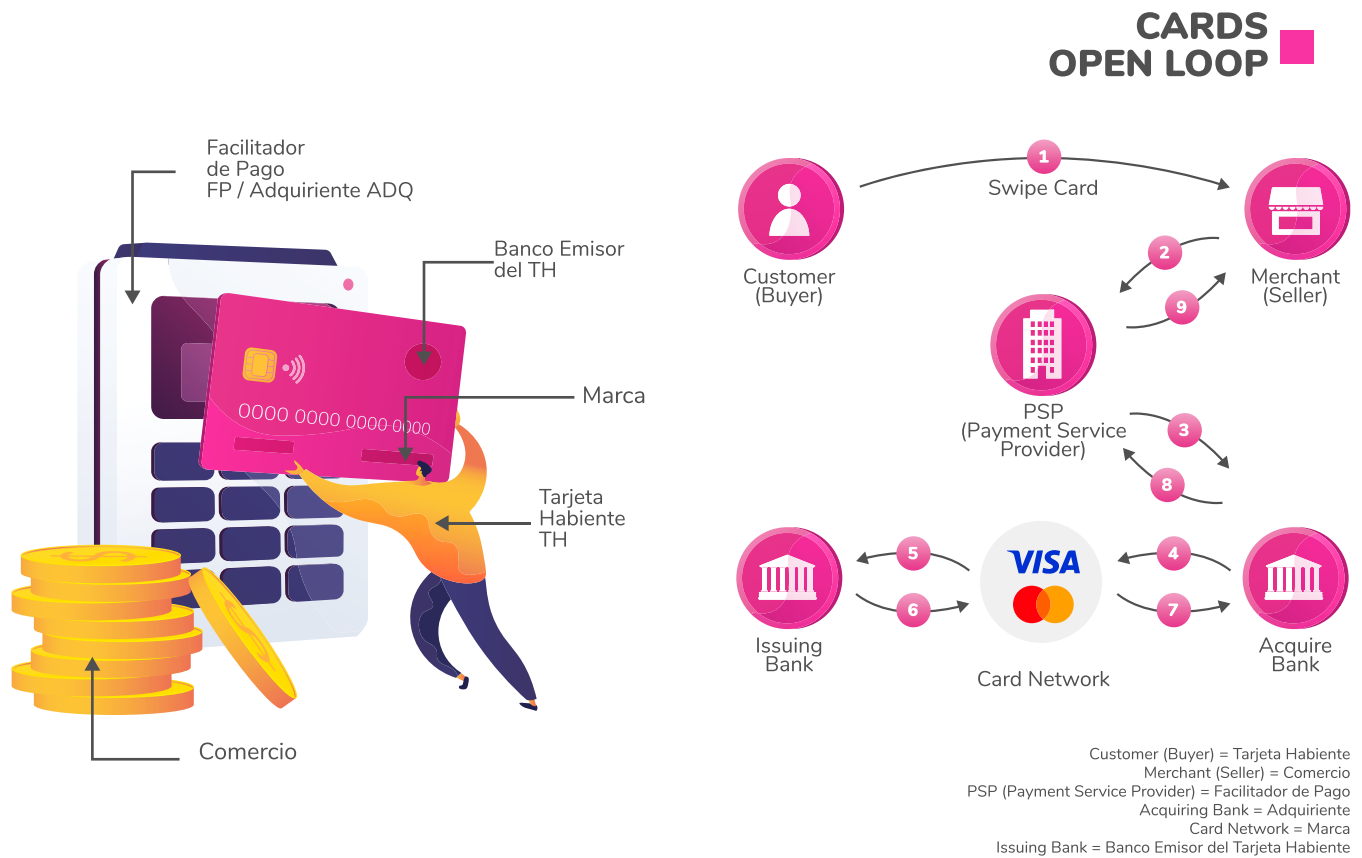 CARDS
OPEN LOOP
Facilitador
de Pago
FP / Adquiriente ADQ
Banco Emisor
del TH
Marca
0000 0000 0000 0000
Tarjeta
Habiente
TH
Comercio
1
Swipe Card
Customer
(Buyer)
Merchant
(Seller)
2
9
PSP
(Payment Service
Provider)
3
8
5
VISA
4
6
7
Issuing
Bank
Card Network
Acquire
Bank
Customer (Buyer) = Tarjeta Habiente
Merchant (Seller) = Comercio
PSP (Payment Service Provider) = Facilitador de Pago
Acquiring Bank = Adquiriente
Card Network = Marca
Issuing Bank = Banco Emisor del Tarjeta Habiente